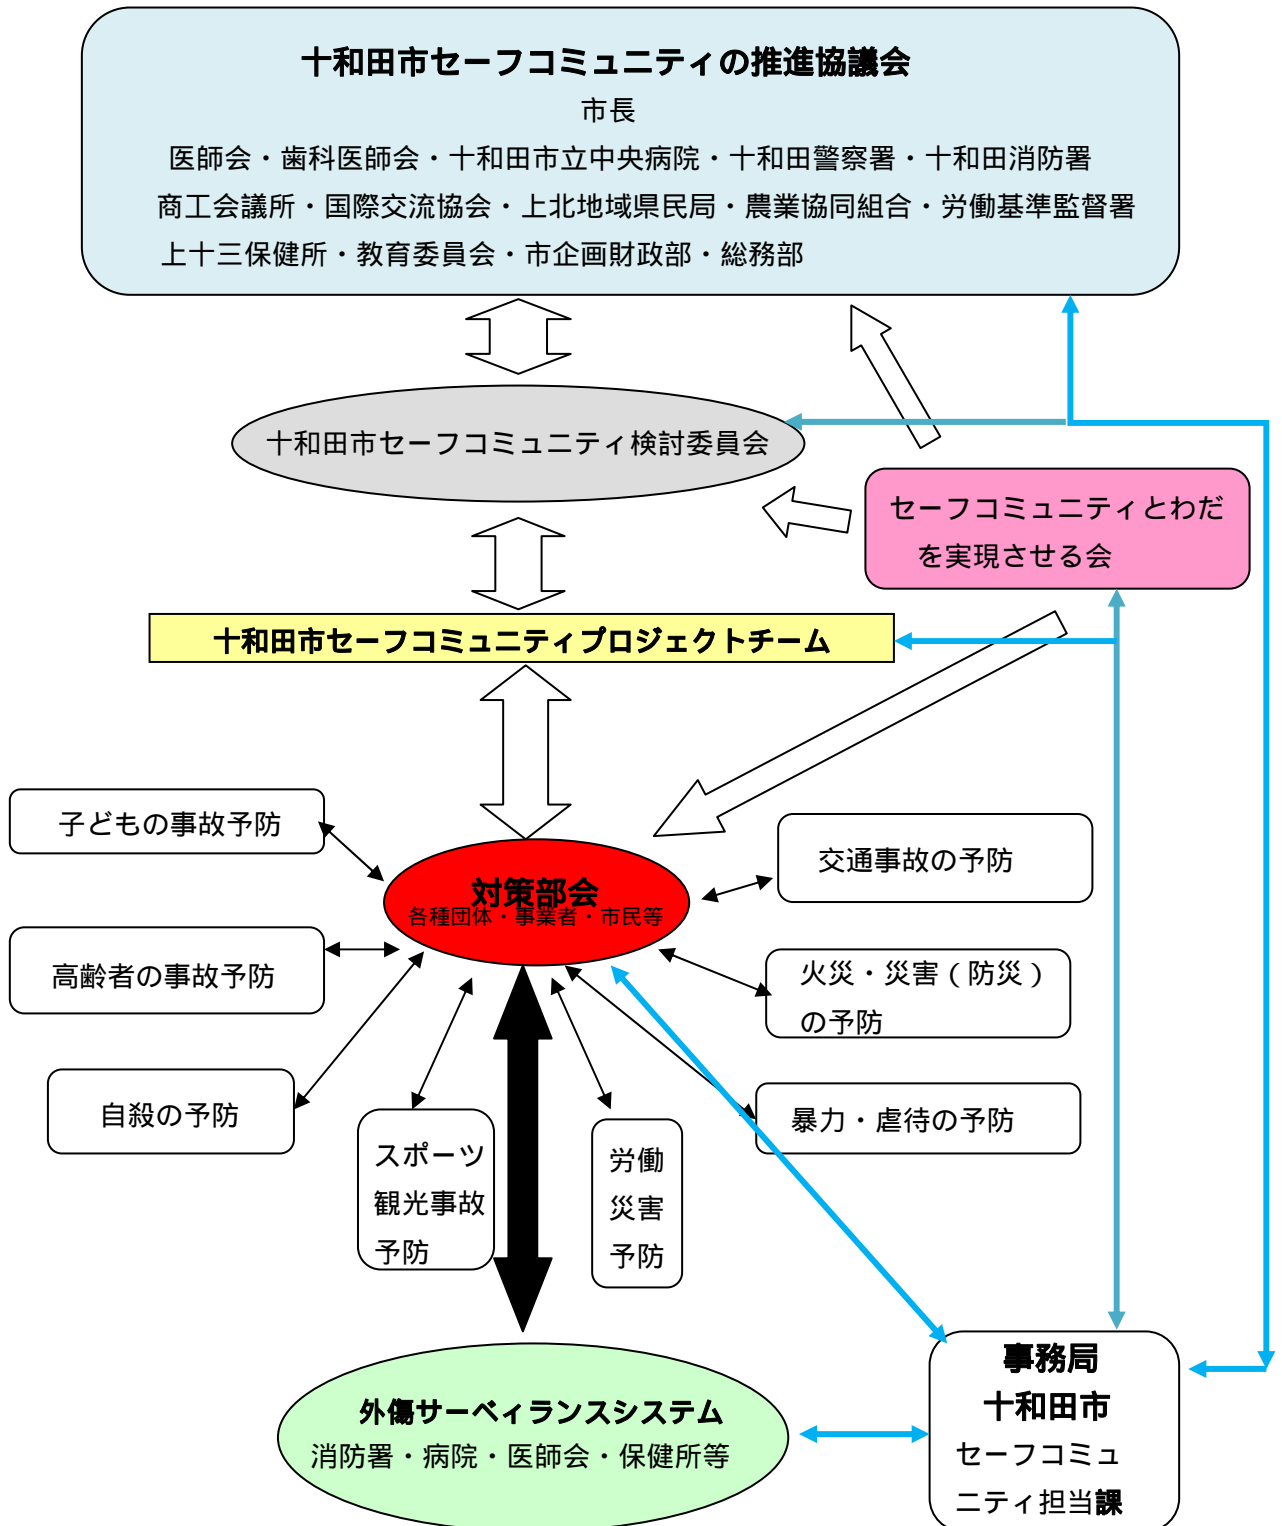 十和田市セーフコミュニティの推進協議会
市長
医師会・歯科医師会・十和田市立中央病院・十和田警察署・十和田消防署
商工会議所・国際交流協会・上北地域県民局・農業協同組合・労働基準監督署
上十三保健所・教育委員会・市企画財政部・総務部
十和田市セーフコミュニティ検討委員会
セーフコミュニティとわだ
を実現させる会
十和田市セーフコミュニティプロジェクトチーム
子どもの事故予防
交通事故の予防
対策部会
各種団体・事業者・市民等
高齢者の事故予防
火災・災害（防災）
の予防
自殺の予防
暴力・虐待の予防
スポーツ
観光事故
予防
労働
災害
予防
外傷サーベィランスシステム
消防署・病院・医師会・保健所等
事務局
十和田市
セーフコミュ
ニティ担当課